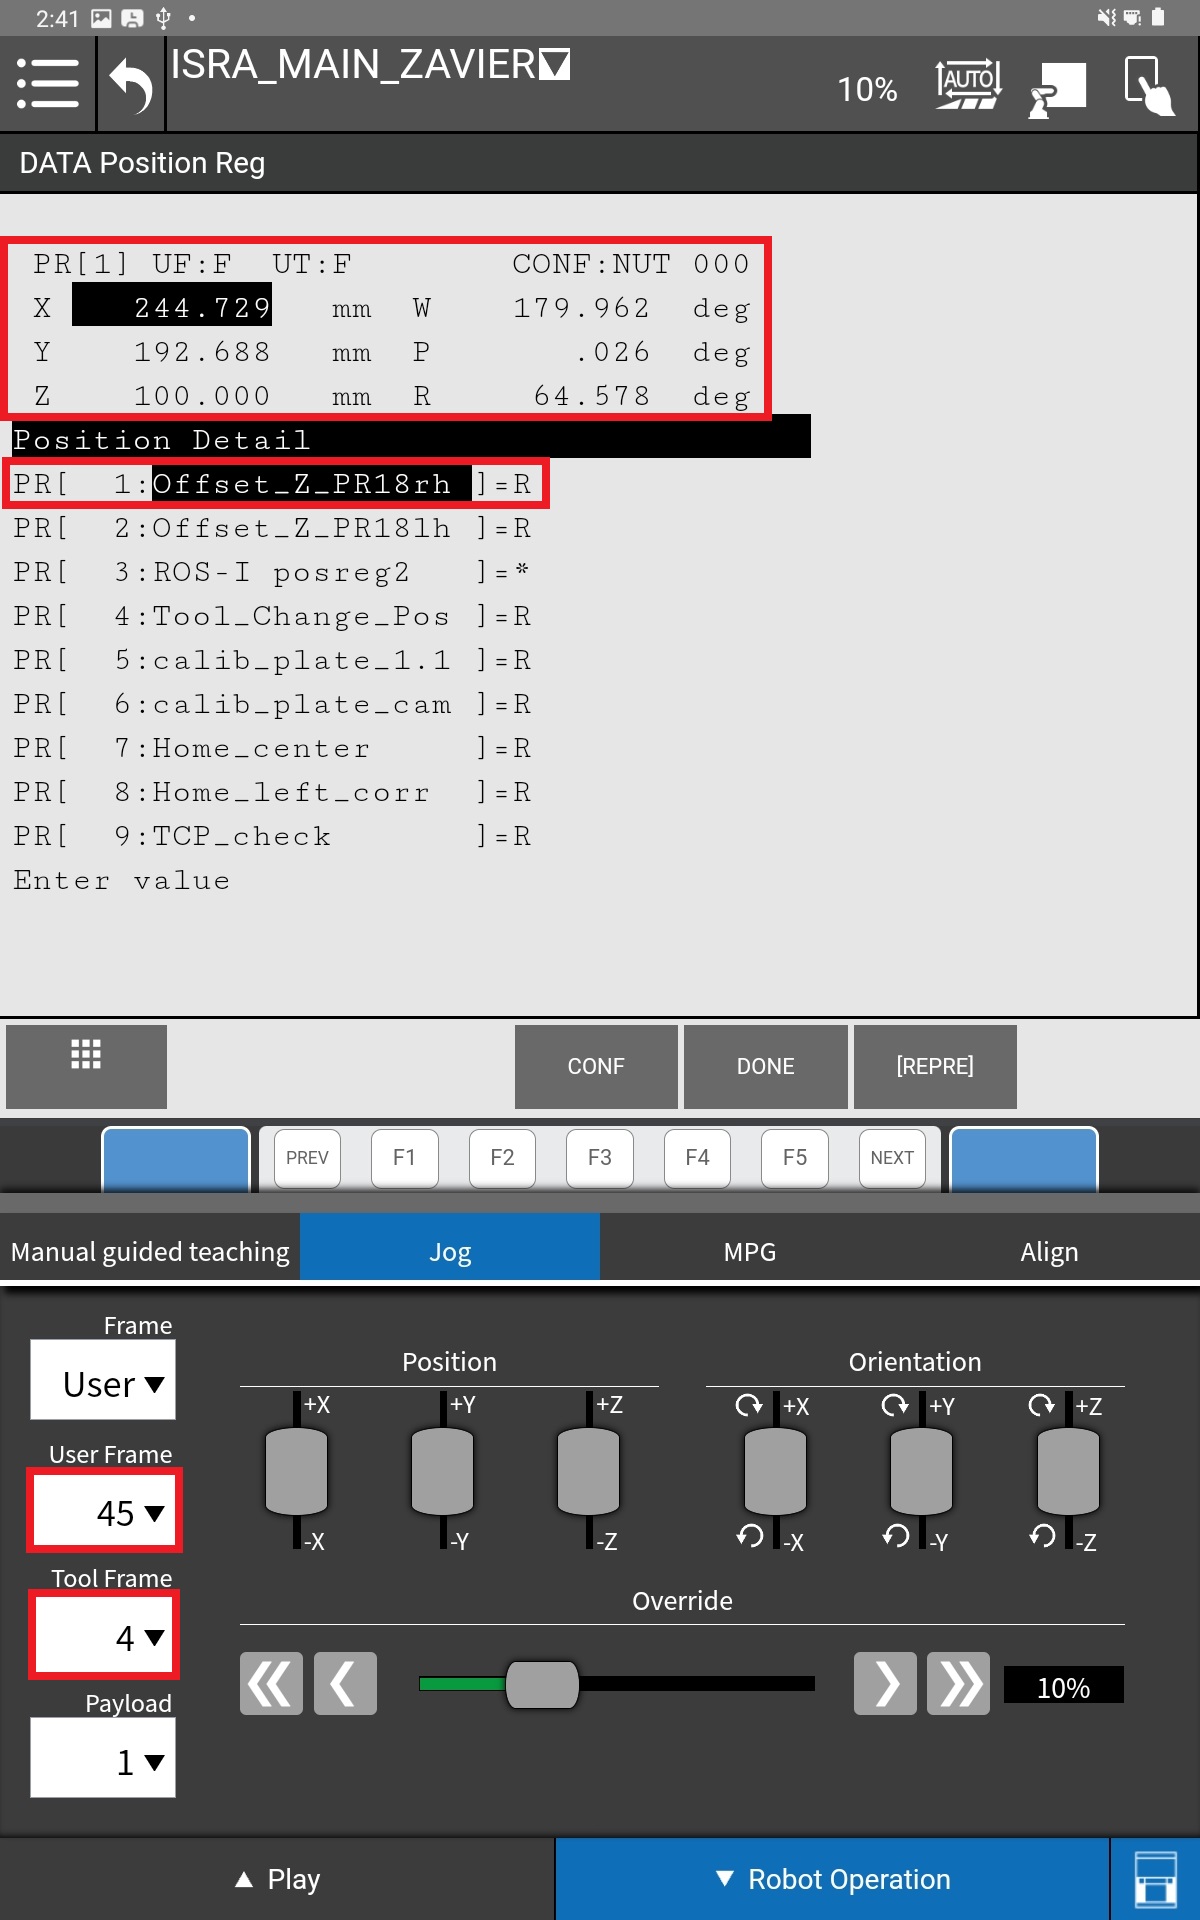 2:41
ISRA_MAIN_ZAVIER
10% AUTO
DATA Position Reg
PR[1] UF:F UT:F CONF:NUT 000
X 244.729 mm W 179.962 deg
Y 192.688 mm P .026 deg
Z 100.000 mm R 64.578 deg
Position Detail
PR[ 1:Offset_Z_PR18rh ]=R
PR[ 2:Offset_Z_PR18lh ]=R
PR[ 3:ROS-I posreg2 ]=*
PR[ 4:Tool_Change_Pos ]=R
PR[ 5:calib_plate_1.1 ]=R
PR[ 6:calib_plate_cam ]=R
PR[ 7:Home_center ]=R
PR[ 8:Home_left_corr ]=R
PR[ 9:TCP_check ]=R
Enter value
CONF DONE [REPRE]
PREV F1 F2 F3 F4 F5 NEXT
Manual guided teaching Jog MPG Align
Frame
User
User Frame
45
Tool Frame
4
Payload
1
Position
+X +Y +Z
-X -Y -Z
Orientation
+X +Y +Z
-X -Y -Z
Override
10%
Play Robot Operation